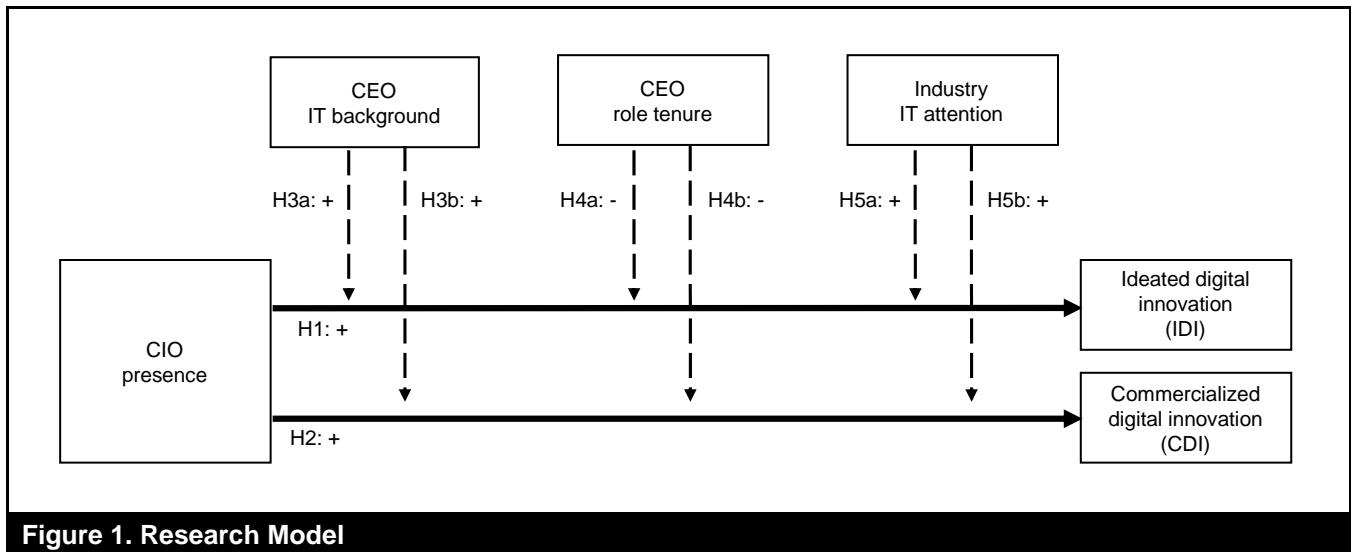 CEO
IT background
CEO
role tenure
Industry
IT attention
H3a: +
H3b: +
H4a: -
H4b: -
H5a: +
H5b: +
CIO
presence
H1: +
H2: +
Ideated digital
innovation
(IDI)
Commercialized
digital innovation
(CDI)
Figure 1. Research Model